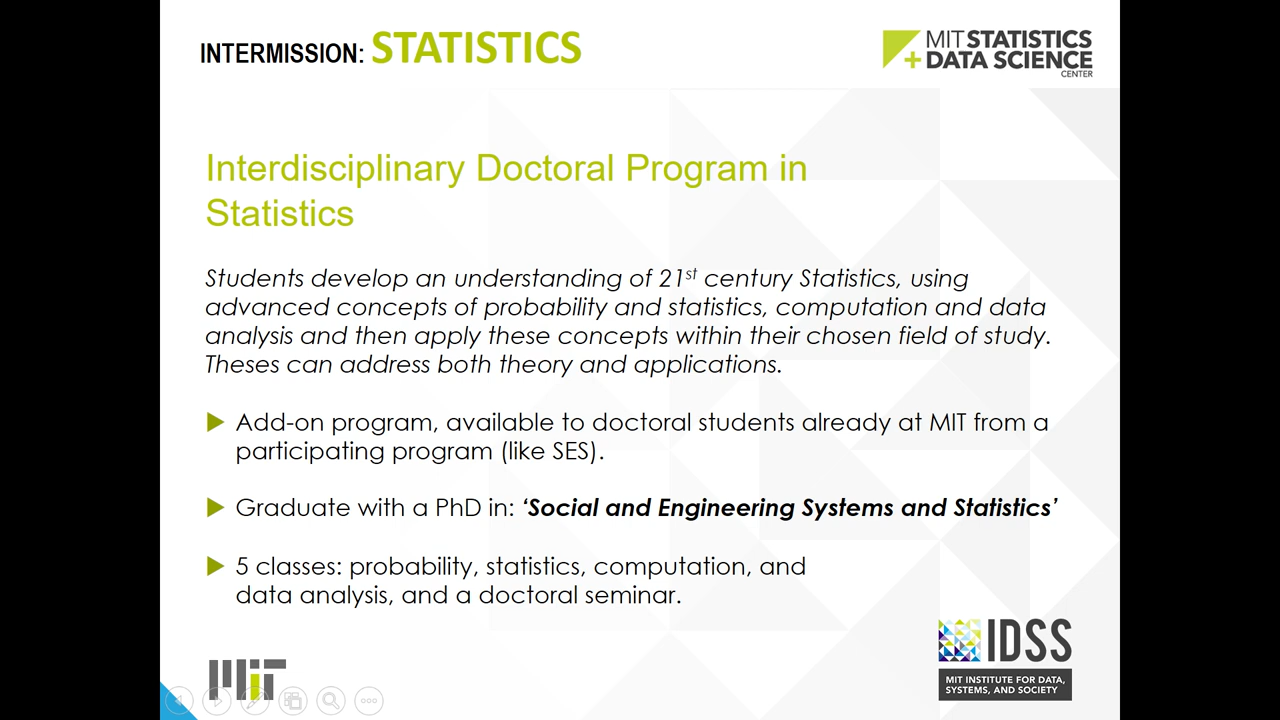 INTERMISSION: STATISTICS
MIT STATISTICS
+ DATA SCIENCE
CENTER
Interdisciplinary Doctoral Program in
Statistics
Students develop an understanding of 21st century Statistics, using
advanced concepts of probability and statistics, computation and data
analysis and then apply these concepts within their chosen field of study.
Theses can address both theory and applications.
Add-on program, available to doctoral students already at MIT from a
participating program (like SES).
Graduate with a PhD in: ‘Social and Engineering Systems and Statistics’
5 classes: probability, statistics, computation, and
data analysis, and a doctoral seminar.
IDSS
MIT INSTITUTE FOR DATA,
SYSTEMS, AND SOCIETY
MIT